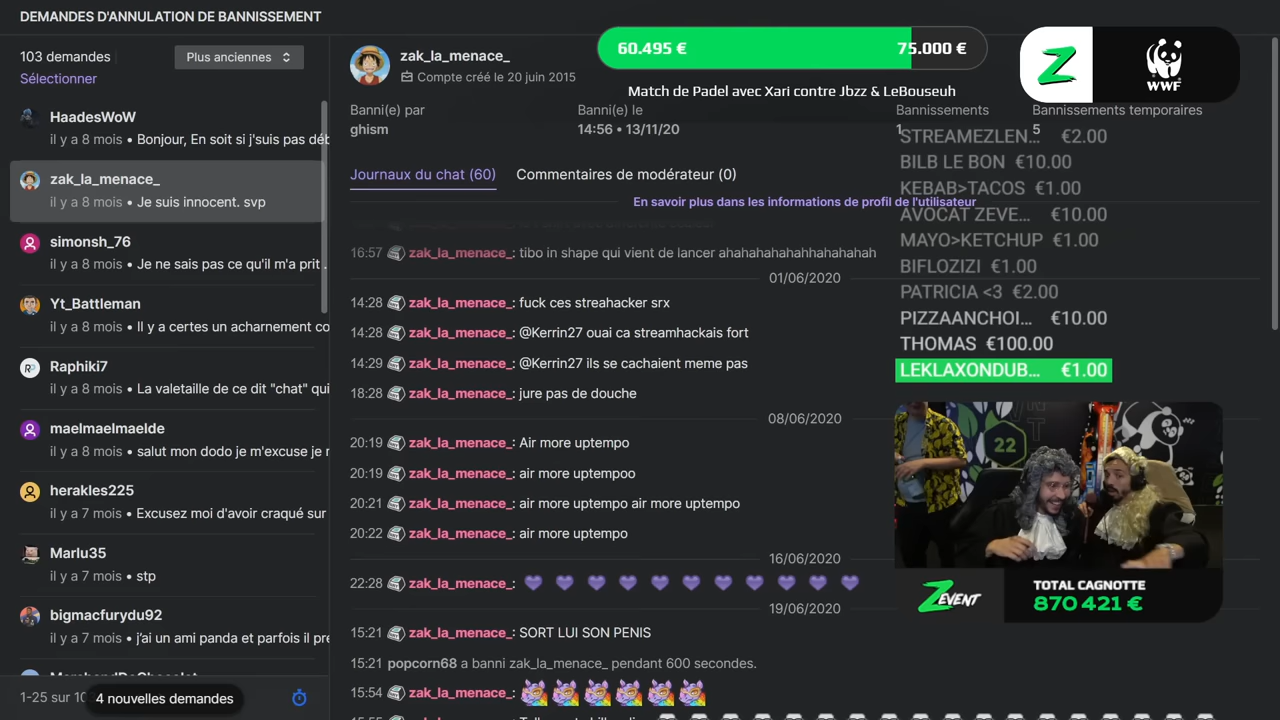 DEMANDES D'ANNULATION DE BANNISSEMENT
103 demandes
Plus anciennes
Sélectionner
HaadesWoW
il y a 8 mois • Bonjour, En soit si j'suis pas déb
zak_la_menace_
il y a 8 mois • Je suis innocent. svp
simonsh_76
il y a 8 mois • Je ne sais pas ce qu'il m'a prit .
Yt_Battleman
il y a 8 mois • Il y a certes un acharnement co
Raphiki7
il y a 8 mois • La valetaille de ce dit "chat" qui
maelmaelmaelde
il y a 8 mois • salut mon dodo je m'excuse je r
herakles225
il y a 7 mois • Excusez moi d'avoir craqué sur
Marlu35
il y a 7 mois • stp
bigmacfurydu92
il y a 7 mois • j'ai un ami panda et parfois il pre
1-25 sur 10
4 nouvelles demandes
zak_la_menace_
Compte créé le 20 juin 2015
60.495 €
75.000 €
Match de Padel avec Xari contre Jbzz & LeBouseuh
WWF
Banni(e) par
ghism
Banni(e) le
14:56 • 13/11/20
Bannissements
1
Bannissements temporaires
5
Journaux du chat (60)
Commentaires de modérateur (0)
En savoir plus dans les informations de profil de l'utilisateur
16:57 zak_la_menace_: tibo in shape qui vient de lancer ahahahahahhahahahah
01/06/2020
14:28 zak_la_menace_: fuck ces streahacker srx
14:28 zak_la_menace_: @Kerrin27 ouai ca streamhackais fort
14:29 zak_la_menace_: @Kerrin27 ils se cachaient meme pas
18:28 zak_la_menace_: jure pas de douche
08/06/2020
20:19 zak_la_menace_: Air more uptempo
20:19 zak_la_menace_: air more uptempoo
20:21 zak_la_menace_: air more uptempo air more uptempo
20:22 zak_la_menace_: air more uptempo
16/06/2020
22:28 zak_la_menace_: 💜 💜 💜 💜 💜 💜 💜 💜 💜 💜 💜
19/06/2020
15:21 zak_la_menace_: SORT LUI SON PENIS
15:21 popcorn68 a banni zak_la_menace_ pendant 600 secondes.
15:54 zak_la_menace_:
STREAMEZLEN... €2.00
BILB LE BON €10.00
KEBAB>TACOS €1.00
AVOCAT ZEVE... €10.00
MAYO>KETCHUP €1.00
BIFLOZIZI €1.00
PATRICIA <3 €2.00
PIZZAANCHOI... €10.00
THOMAS €100.00
LEKLAXONDUB... €1.00
22
ZEVENT
TOTAL CAGNOTTE
870 421 €